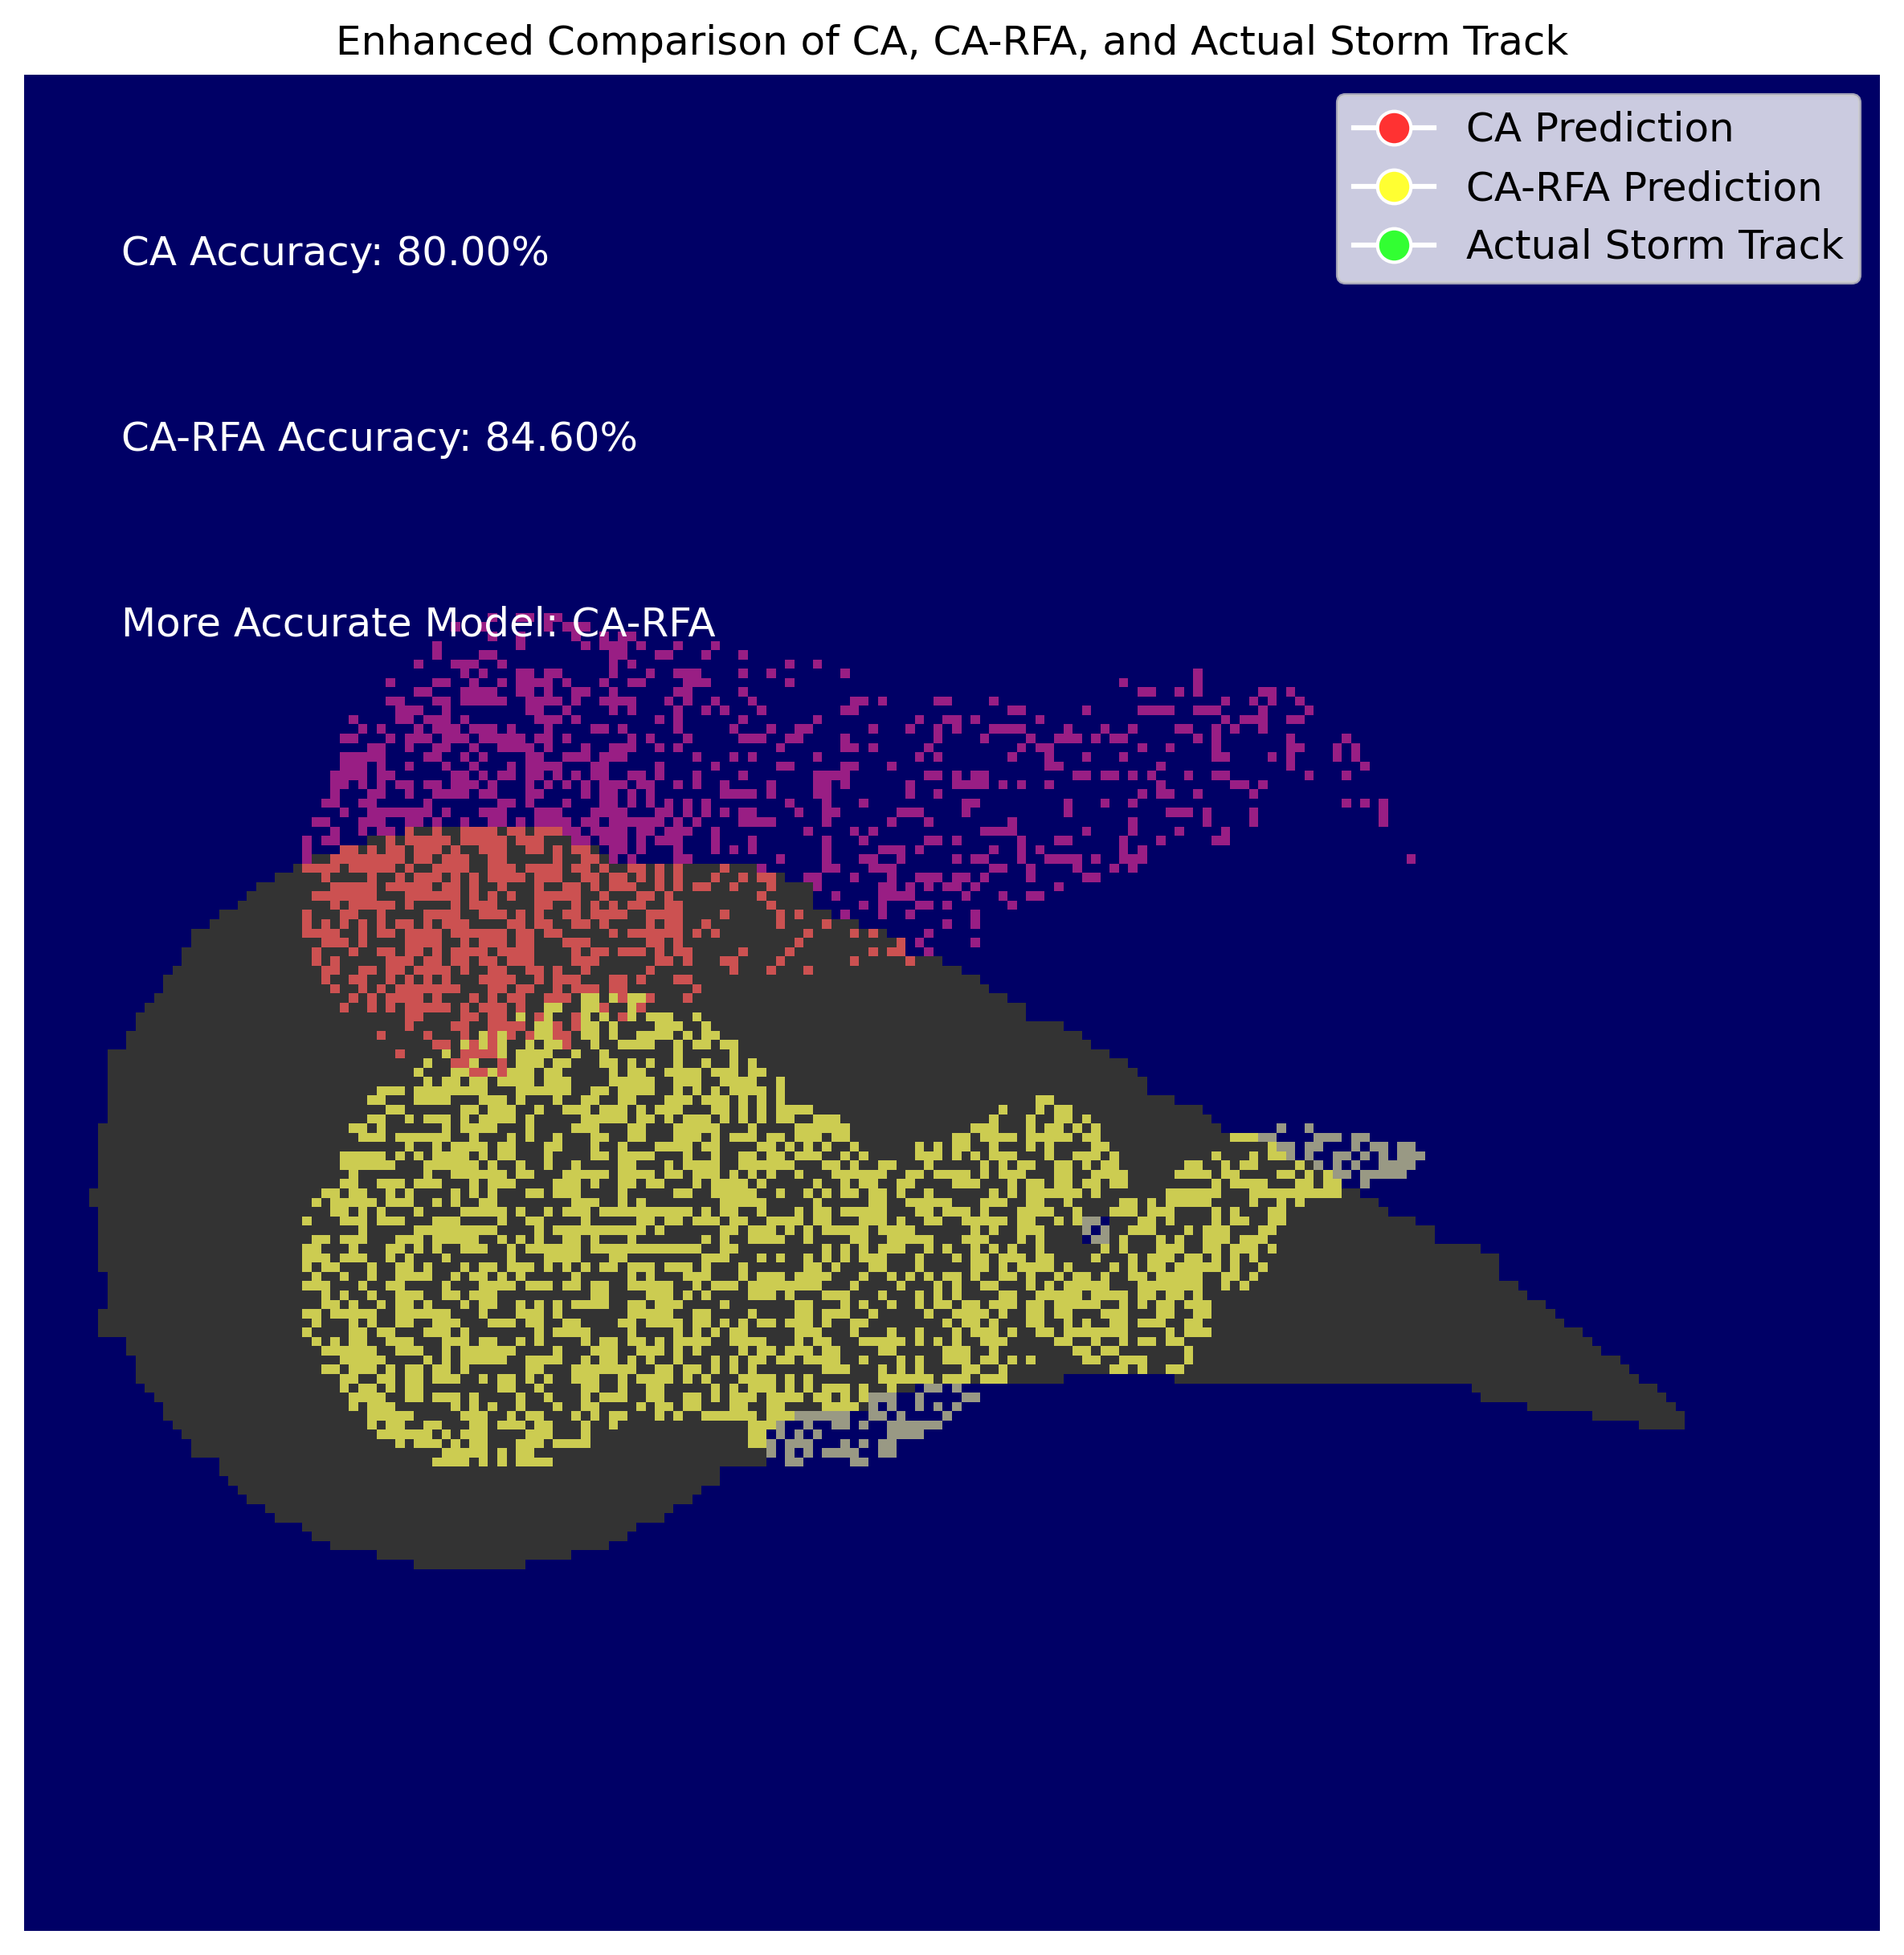 Enhanced Comparison of CA, CA-RFA, and Actual Storm Track
CA Prediction
CA-RFA Prediction
Actual Storm Track
CA Accuracy: 80.00%
CA-RFA Accuracy: 84.60%
More Accurate Model: CA-RFA